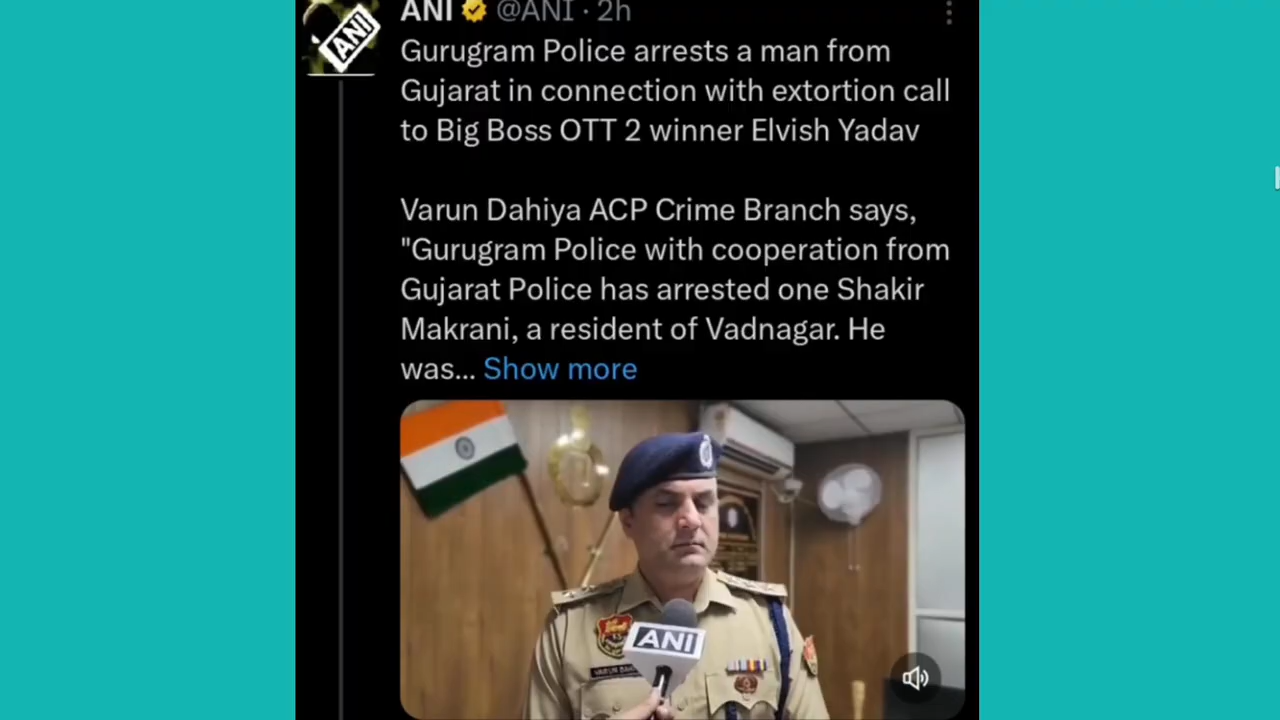 ANI @ANI · 2h
ANI
Gurugram Police arrests a man from
Gujarat in connection with extortion call
to Big Boss OTT 2 winner Elvish Yadav
Varun Dahiya ACP Crime Branch says,
"Gurugram Police with cooperation from
Gujarat Police has arrested one Shakir
Makrani, a resident of Vadnagar. He
was... Show more
ANI
VARUN